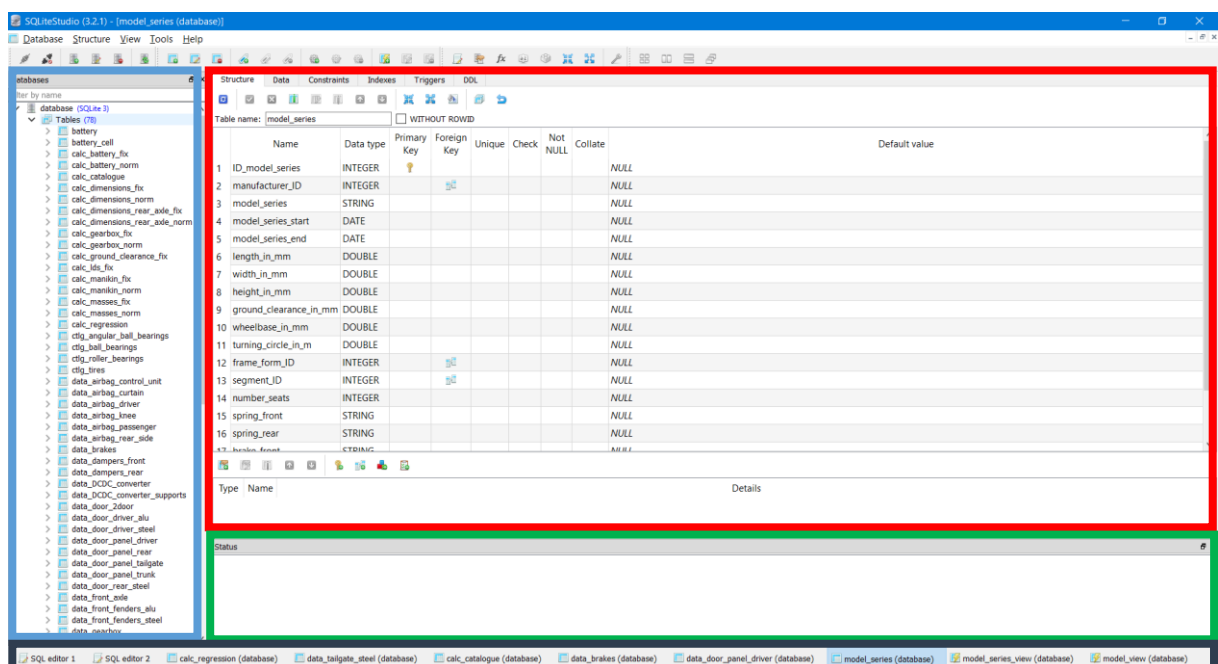 SQLiteStudio (3.2.1) - [model_series (database)]
Database Structure View Tools Help
atabases
lter by name
database (SQLite 3)
Tables (78)
battery
battery_cell
calc_battery_fix
calc_battery_norm
calc_catalogue
calc_dimensions_fix
calc_dimensions_norm
calc_dimensions_rear_axle_fix
calc_dimensions_rear_axle_norm
calc_gearbox_fix
calc_gearbox_norm
calc_ground_clearance_fix
calc_lds_fix
calc_manikin_fix
calc_manikin_norm
calc_masses_fix
calc_masses_norm
calc_regression
ctlg_angular_ball_bearings
ctlg_ball_bearings
ctlg_roller_bearings
ctlg_tires
data_airbag_control_unit
data_airbag_curtain
data_airbag_driver
data_airbag_knee
data_airbag_passenger
data_airbag_rear_side
data_brakes
data_dampers_front
data_dampers_rear
data_DCDC_converter
data_DCDC_converter_supports
data_door_2door
data_door_driver_alu
data_door_driver_steel
data_door_panel_driver
data_door_panel_rear
data_door_panel_tailgate
data_door_panel_trunk
data_door_rear_steel
data_front_axle
data_front_fenders_alu
data_front_fenders_steel
data_gearbox
Structure Data Constraints Indexes Triggers DDL
Table name: model_series WITHOUT ROWID
Name Data type Primary Key Foreign Key Unique Check Not NULL Collate Default value
1 ID_model_series INTEGER NULL
2 manufacturer_ID INTEGER NULL
3 model_series STRING NULL
4 model_series_start DATE NULL
5 model_series_end DATE NULL
6 length_in_mm DOUBLE NULL
7 width_in_mm DOUBLE NULL
8 height_in_mm DOUBLE NULL
9 ground_clearance_in_mm DOUBLE NULL
10 wheelbase_in_mm DOUBLE NULL
11 turning_circle_in_m DOUBLE NULL
12 frame_form_ID INTEGER NULL
13 segment_ID INTEGER NULL
14 number_seats INTEGER NULL
15 spring_front STRING NULL
16 spring_rear STRING NULL
17 brake_front STRING NULL
Type Name Details
Status
SQL editor 1 SQL editor 2 calc_regression (database) data_tailgate_steel (database) calc_catalogue (database) data_brakes (database) data_door_panel_driver (database) model_series (database) model_series_view (database) model_view (database)